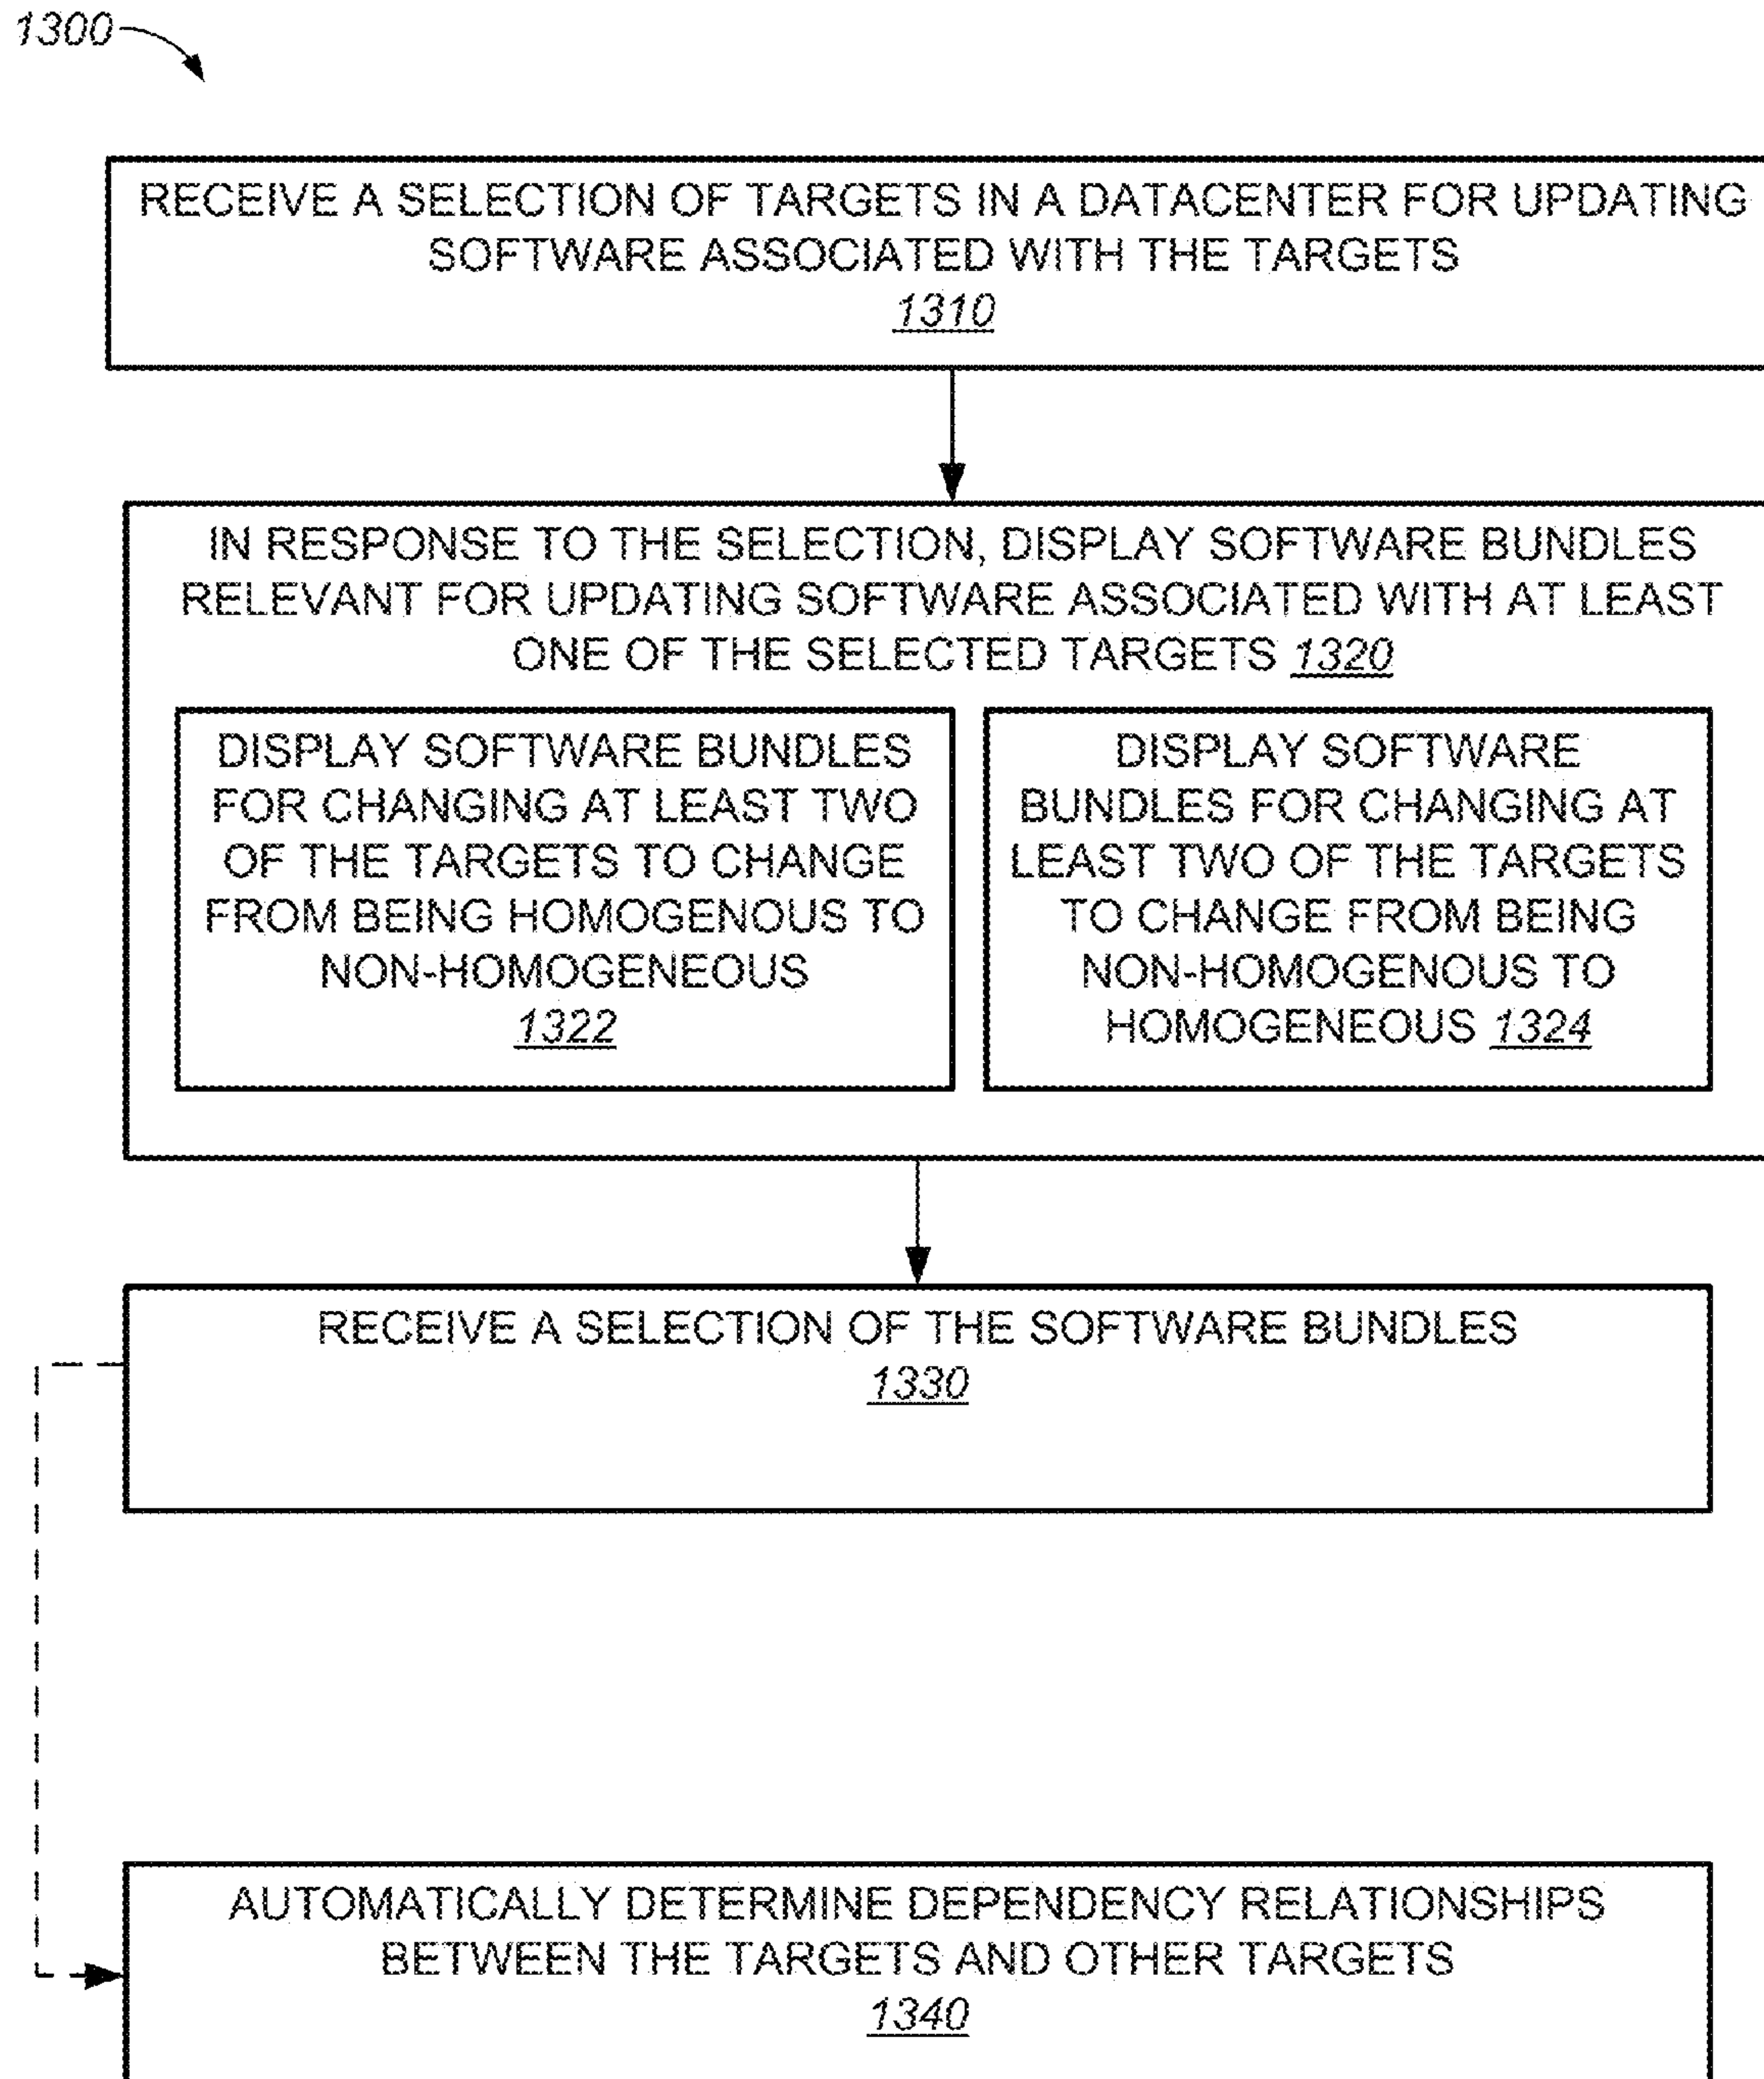 1300
RECEIVE A SELECTION OF TARGETS IN A DATACENTER FOR UPDATING
SOFTWARE ASSOCIATED WITH THE TARGETS
1310
IN RESPONSE TO THE SELECTION, DISPLAY SOFTWARE BUNDLES
RELEVANT FOR UPDATING SOFTWARE ASSOCIATED WITH AT LEAST
ONE OF THE SELECTED TARGETS 1320
DISPLAY SOFTWARE BUNDLES
FOR CHANGING AT LEAST TWO
OF THE TARGETS TO CHANGE
FROM BEING HOMOGENOUS TO
NON-HOMOGENEOUS
1322
DISPLAY SOFTWARE
BUNDLES FOR CHANGING AT
LEAST TWO OF THE TARGETS
TO CHANGE FROM BEING
NON-HOMOGENOUS TO
HOMOGENEOUS 1324
RECEIVE A SELECTION OF THE SOFTWARE BUNDLES
1330
AUTOMATICALLY DETERMINE DEPENDENCY RELATIONSHIPS
BETWEEN THE TARGETS AND OTHER TARGETS
1340